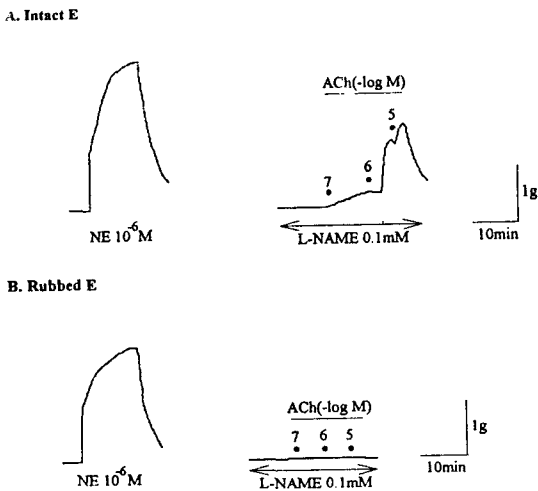 A. Intact E
ACh(-log M)
5
6
7
1g
NE 10⁻⁶M
L-NAME 0.1mM
10min
B. Rubbed E
ACh(-log M)
7 6 5
1g
NE 10⁻⁶M
L-NAME 0.1mM
10min